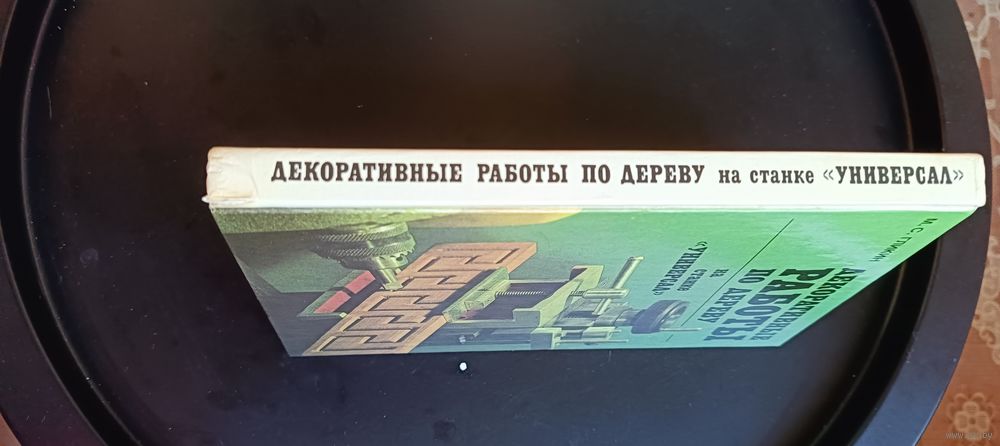 ДЕКОРАТИВНЫЕ РАБОТЫ ПО ДЕРЕВУ на станке «УНИВЕРСАЛ»
М. С. ГЛИКИН
ДЕКОРАТИВНЫЕ
РАБОТЫ
ПО ДЕРЕВУ
на станке
«УНИВЕРСАЛ»